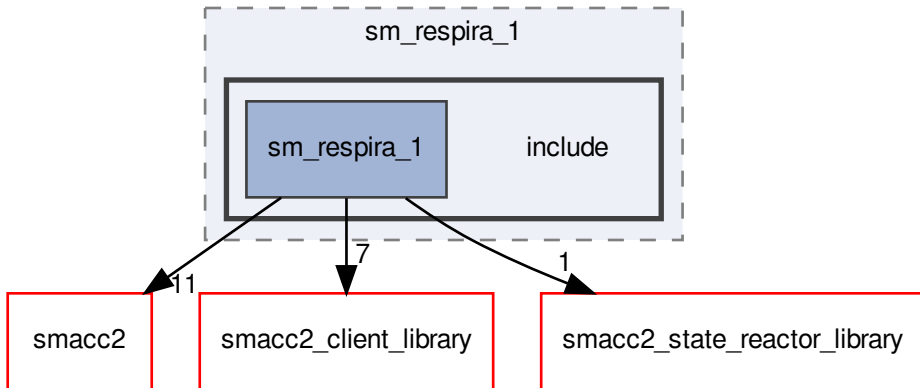 sm_respira_1
sm_respira_1
include
11
7
1
smacc2
smacc2_client_library
smacc2_state_reactor_library